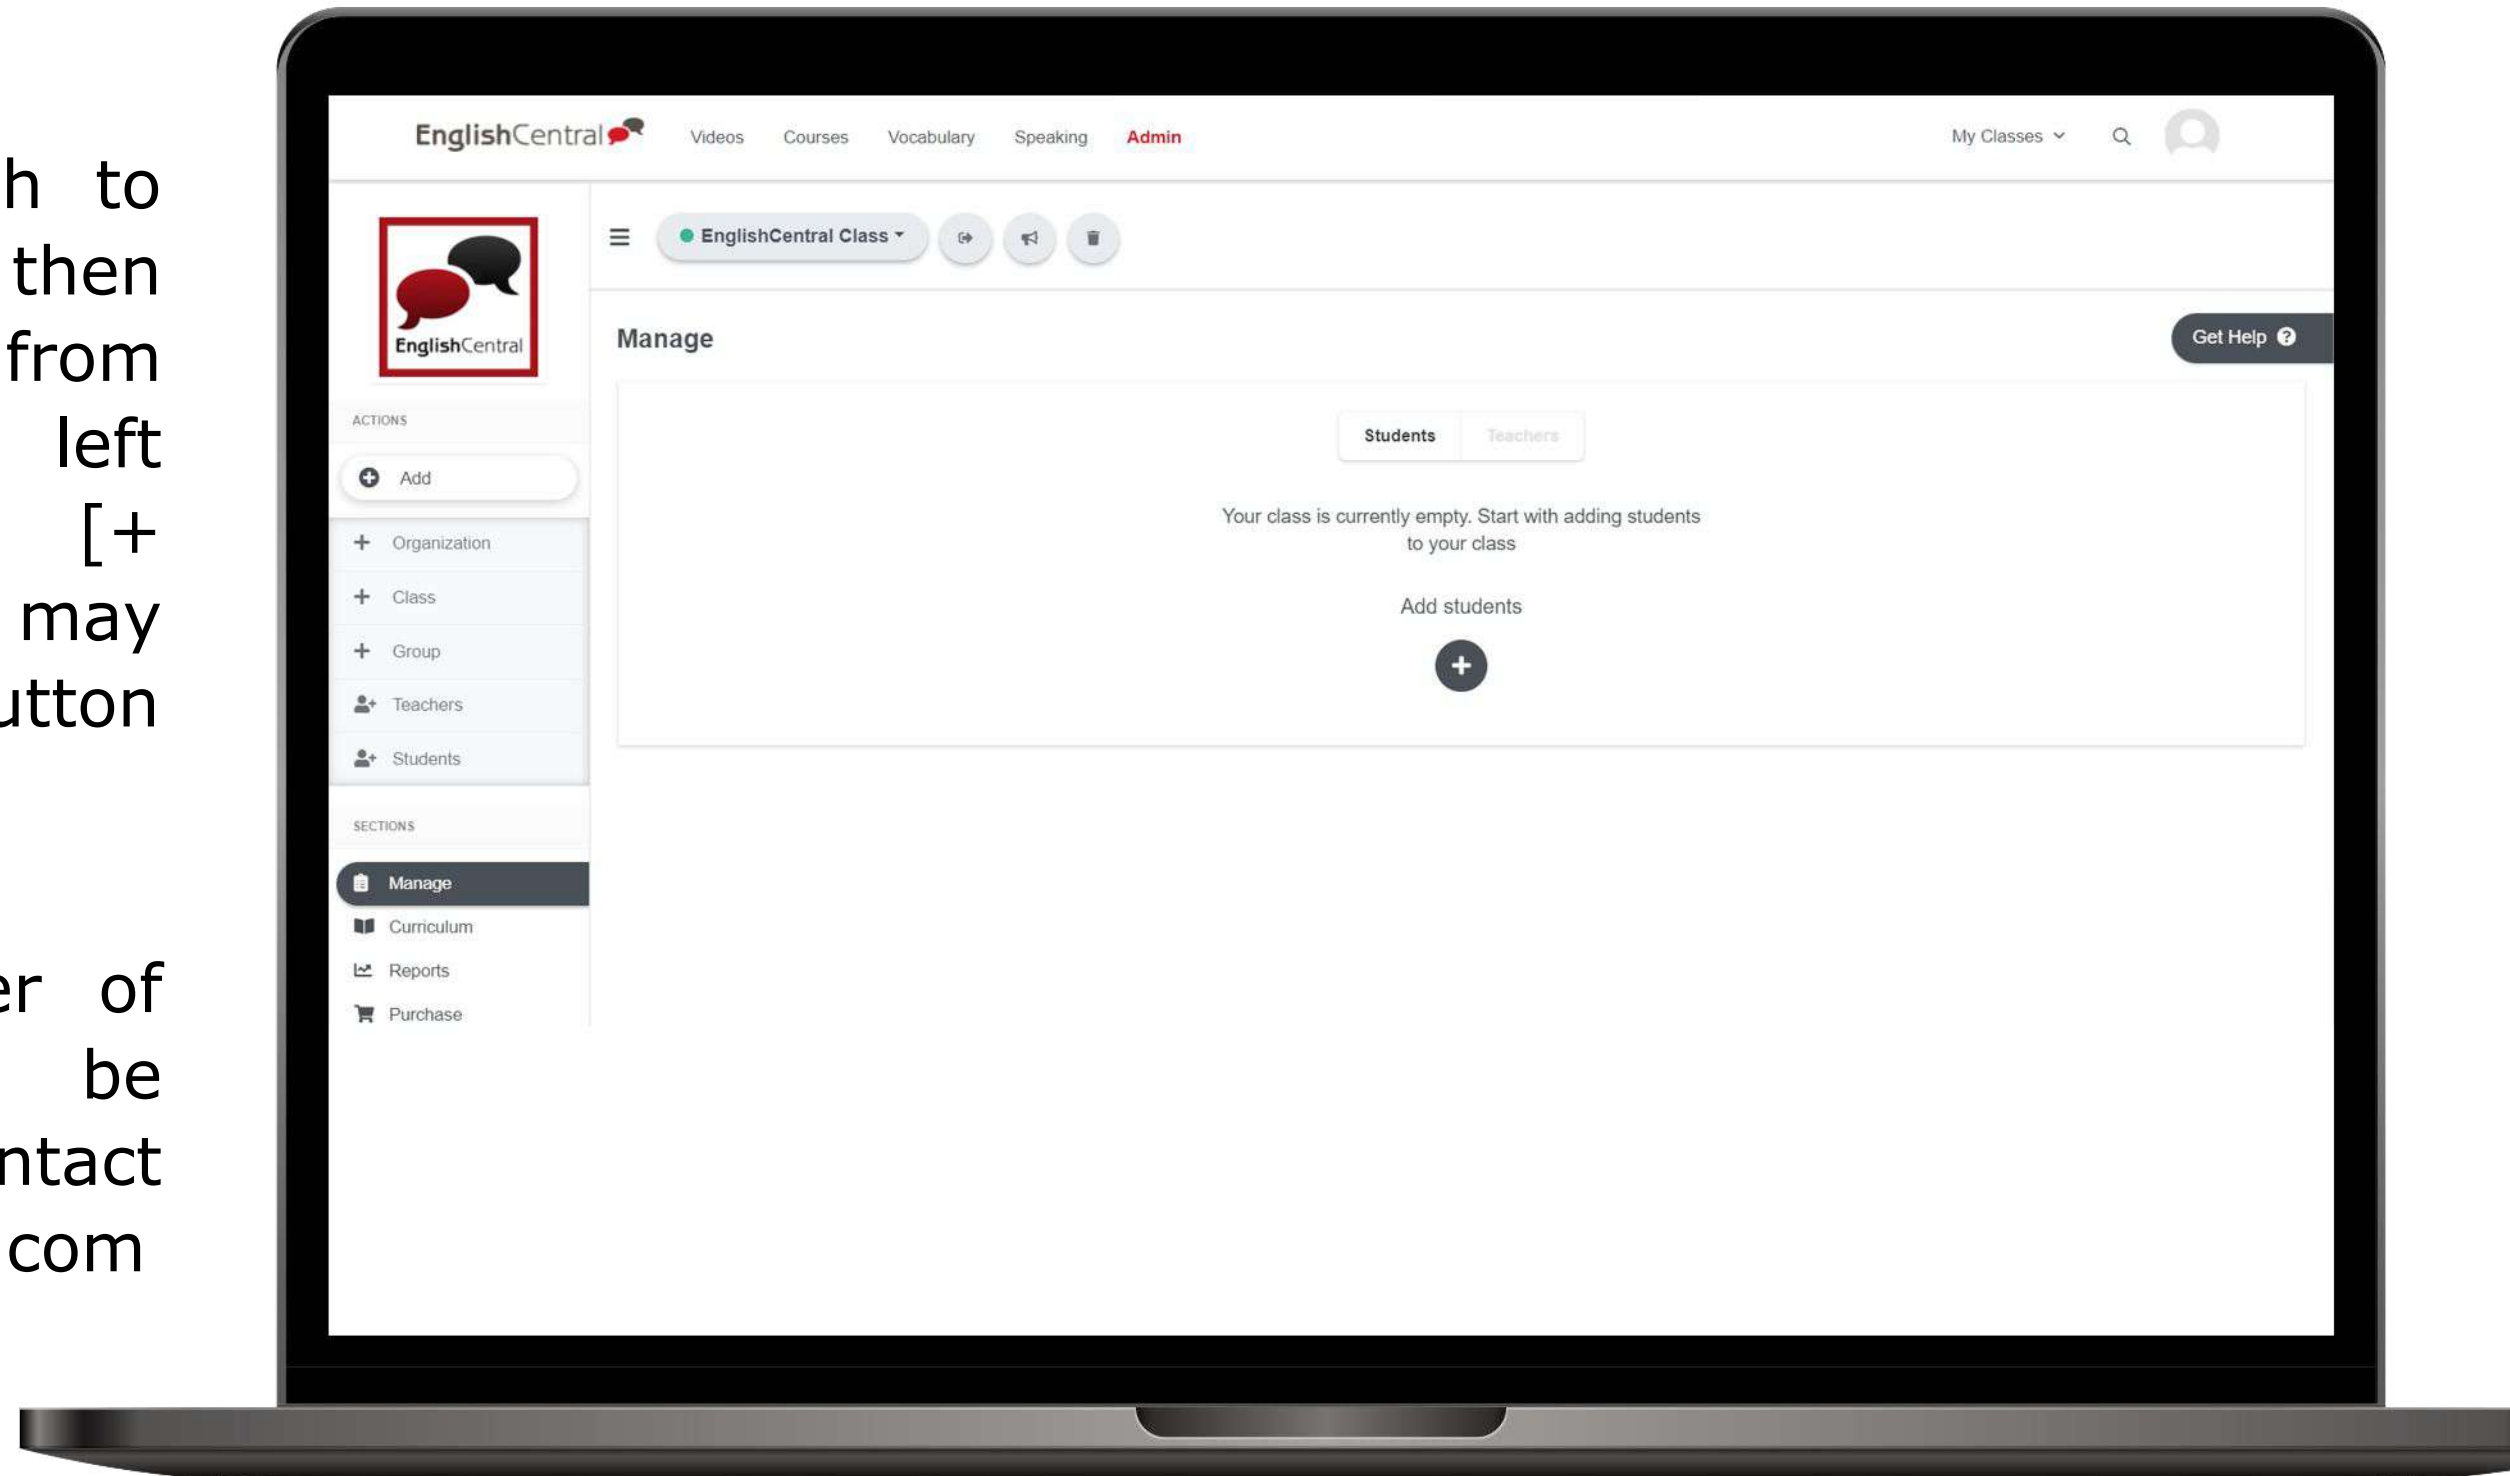 h to
then
from
left
[+
may
utton
er of
be
ntact
com
EnglishCentral
Videos
Courses
Vocabulary
Speaking
Admin
My Classes
EnglishCentral
EnglishCentral Class
Manage
Get Help ?
ACTIONS
Add
Organization
Class
Group
Teachers
Students
SECTIONS
Manage
Curriculum
Reports
Purchase
Students
Teachers
Your class is currently empty. Start with adding students
to your class
Add students